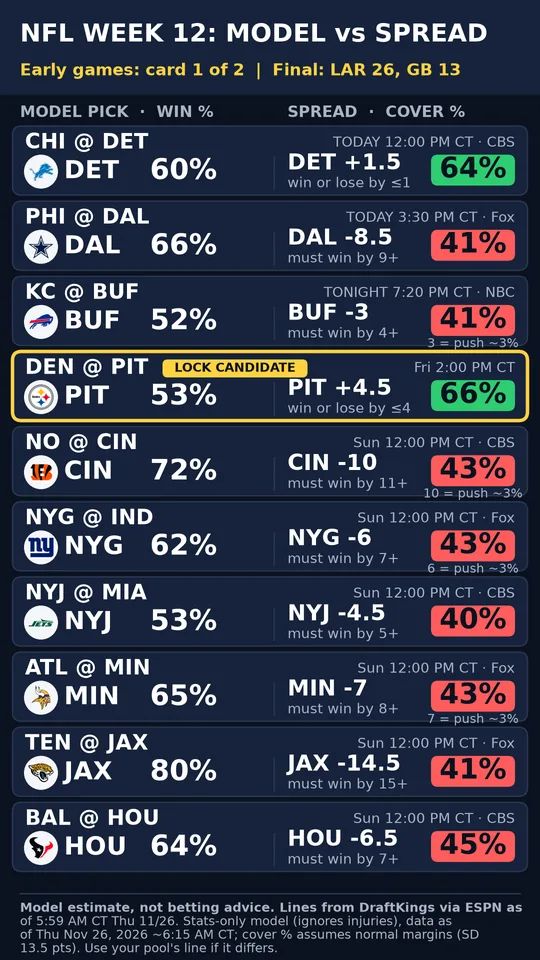 NFL WEEK 12: MODEL vs SPREAD
Early games: card 1 of 2 | Final: LAR 26, GB 13
MODEL PICK · WIN %
SPREAD · COVER %
CHI @ DET
TODAY 12:00 PM CT · CBS
DET 60%
DET +1.5
win or lose by ≤1
64%
PHI @ DAL
TODAY 3:30 PM CT · Fox
DAL 66%
DAL -8.5
must win by 9+
41%
KC @ BUF
TONIGHT 7:20 PM CT · NBC
BUF 52%
BUF -3
must win by 4+
41%
3 = push ~3%
DEN @ PIT
LOCK CANDIDATE
Fri 2:00 PM CT
PIT 53%
PIT +4.5
win or lose by ≤4
66%
NO @ CIN
Sun 12:00 PM CT · CBS
CIN 72%
CIN -10
must win by 11+
43%
10 = push ~3%
NYG @ IND
Sun 12:00 PM CT · Fox
NYG 62%
NYG -6
must win by 7+
43%
6 = push ~3%
NYJ @ MIA
Sun 12:00 PM CT · CBS
JETS
NYJ 53%
NYJ -4.5
must win by 5+
40%
ATL @ MIN
Sun 12:00 PM CT · Fox
MIN 65%
MIN -7
must win by 8+
43%
7 = push ~3%
TEN @ JAX
Sun 12:00 PM CT · Fox
JAX 80%
JAX -14.5
must win by 15+
41%
BAL @ HOU
Sun 12:00 PM CT · CBS
HOU 64%
HOU -6.5
must win by 7+
45%
Model estimate, not betting advice. Lines from DraftKings via ESPN as
of 5:59 AM CT Thu 11/26. Stats-only model (ignores injuries), data as
of Thu Nov 26, 2026 ~6:15 AM CT; cover % assumes normal margins (SD
13.5 pts). Use your pool's line if it differs.